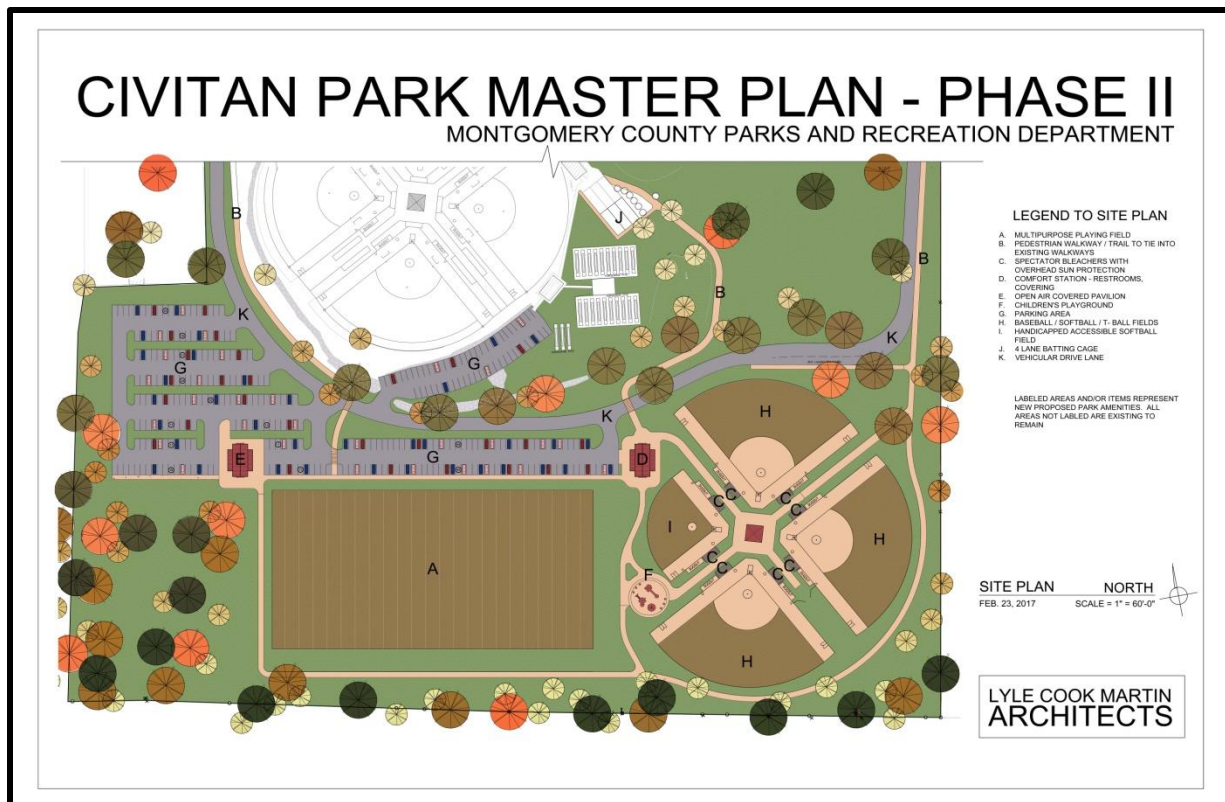 CIVITAN PARK MASTER PLAN - PHASE II
MONTGOMERY COUNTY PARKS AND RECREATION DEPARTMENT
B
J
B
B
K
G
K
G
K
H
G
E
D
C
C
C
C
I
H
A
C
C
C
C
F
H
LEGEND TO SITE PLAN
A. MULTIPURPOSE PLAYING FIELD
B. PEDESTRIAN WALKWAY / TRAIL TO TIE INTO
EXISTING WALKWAYS
C. SPECTATOR BLEACHERS WITH
OVERHEAD SUN PROTECTION
D. COMFORT STATION - RESTROOMS,
COVERING
E. OPEN AIR COVERED PAVILION
F. CHILDREN'S PLAYGROUND
G. PARKING AREA
H. BASEBALL / SOFTBALL / T- BALL FIELDS
I. HANDICAPPED ACCESSIBLE SOFTBALL
FIELD
J. 4 LANE BATTING CAGE
K. VEHICULAR DRIVE LANE
LABELED AREAS AND/OR ITEMS REPRESENT
NEW PROPOSED PARK AMENITIES. ALL
AREAS NOT LABLED ARE EXISTING TO
REMAIN
SITE PLAN NORTH
FEB. 23, 2017 SCALE = 1" = 60'-0"
LYLE COOK MARTIN
ARCHITECTS